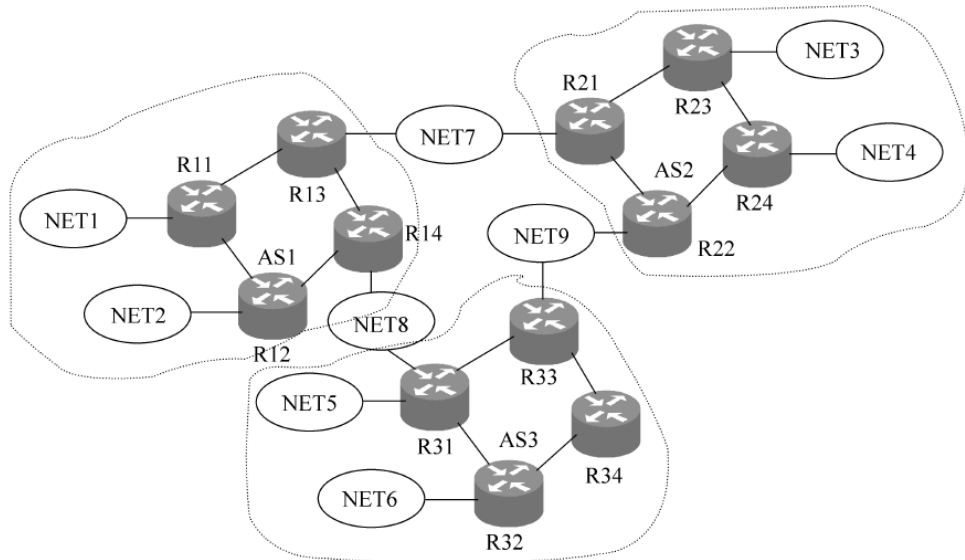 NET3
R21
R23
NET7
AS2
NET4
R11
R13
R24
NET1
R14
NET9
R22
AS1
NET2
NET8
R12
R33
NET5
R31
AS3
R34
NET6
R32